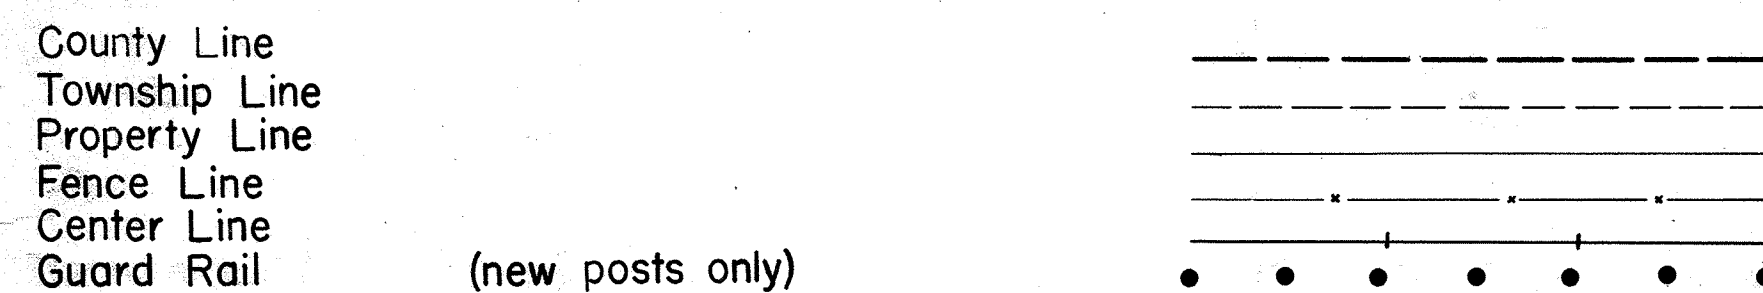 County Line
Township Line
Property Line
Fence Line
Center Line
Guard Rail (new posts only)